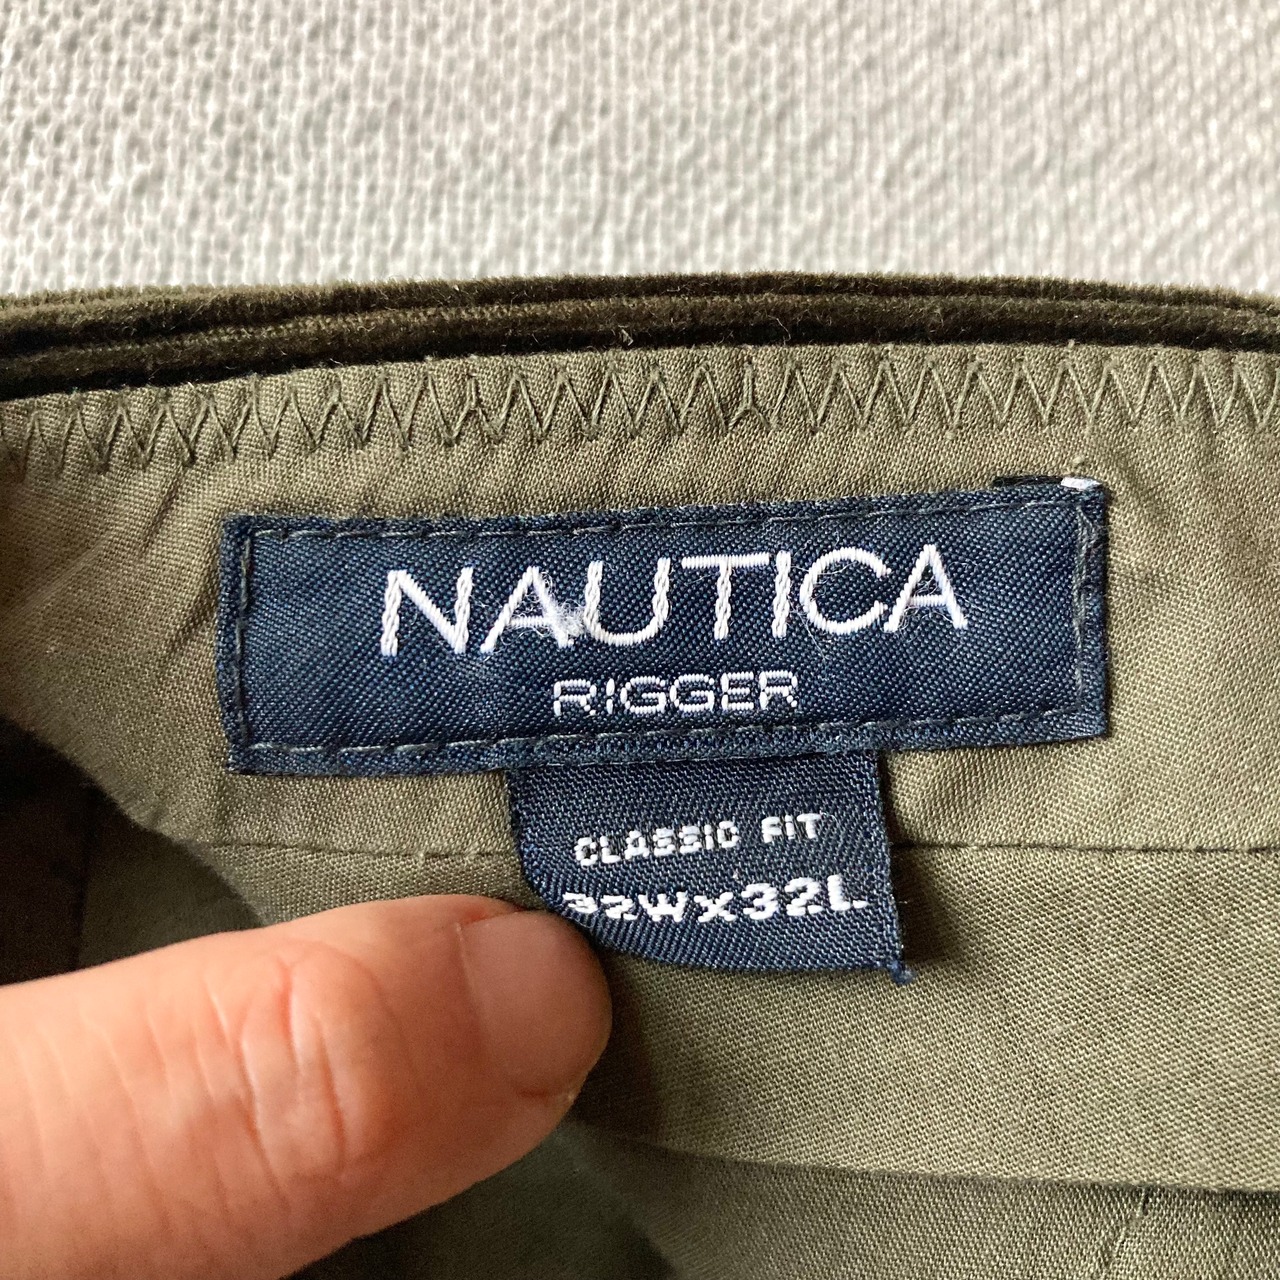 NAUTICA
RIGGER
CLASSIC FIT
32W X 32L